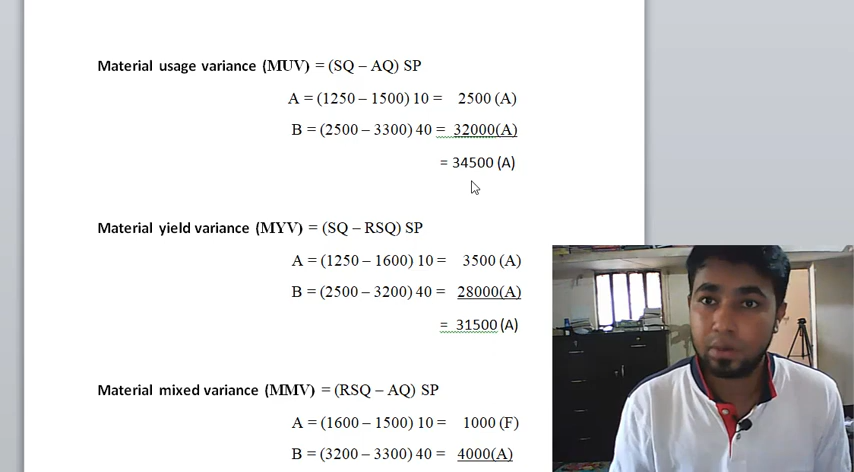 Material usage variance (MUV) = (SQ – AQ) SP
A = (1250 – 1500) 10 = 2500 (A)
B = (2500 – 3300) 40 = 32000(A)
= 34500 (A)
Material yield variance (MYV) = (SQ – RSQ) SP
A = (1250 – 1600) 10 = 3500 (A)
B = (2500 – 3200) 40 = 28000(A)
= 31500 (A)
Material mixed variance (MMV) = (RSQ – AQ) SP
A = (1600 – 1500) 10 = 1000 (F)
B = (3200 – 3300) 40 = 4000(A)